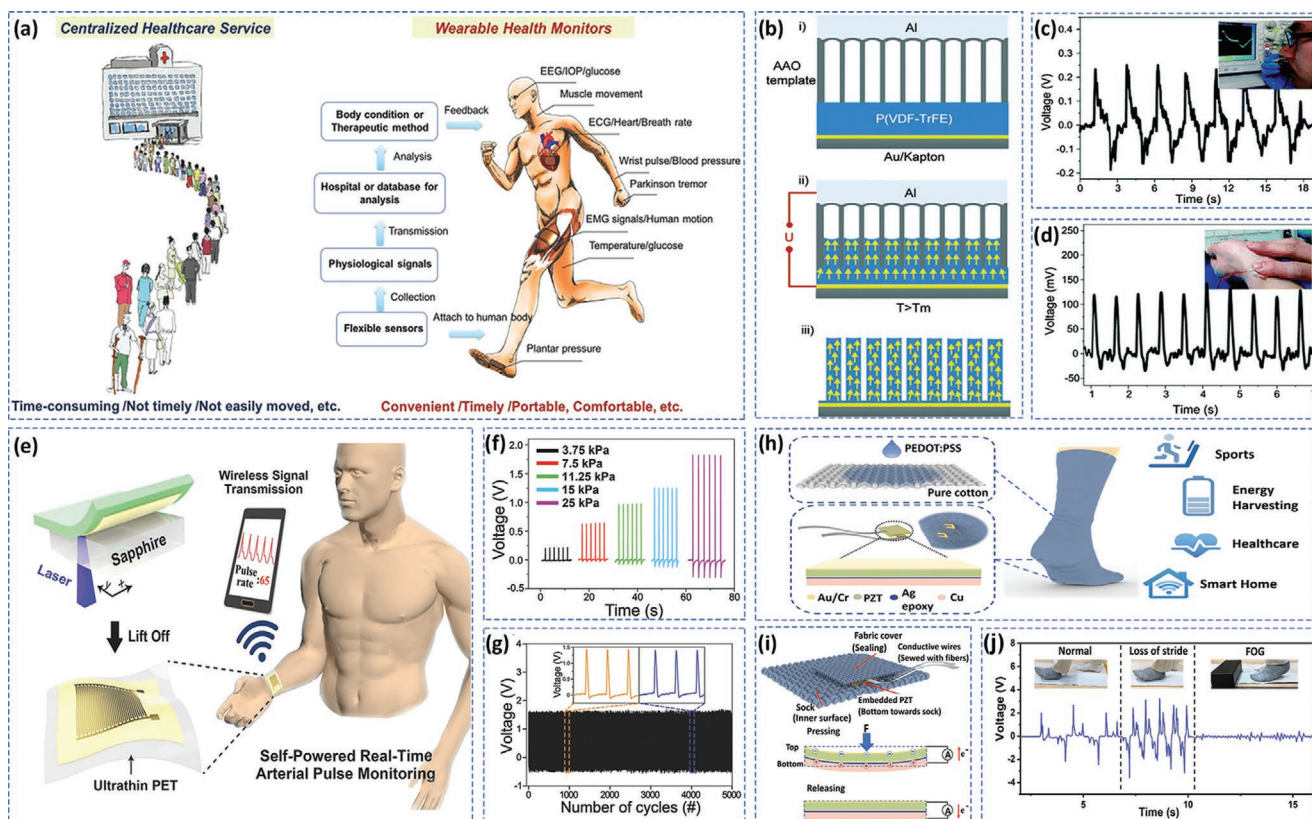 (a)
Centralized Healthcare Service
Wearable Health Monitors
Body condition or
Therapeutic method
Feedback
Analysis
Hospital or database for
analysis
Transmission
Physiological signals
Collection
Flexible sensors
Attach to human body
EEG/IOP/glucose
Muscle movement
ECG/Heart/Breath rate
Wrist pulse/Blood pressure
Parkinson tremor
EMG signals/Human motion
Temperature/glucose
Plantar pressure
Time-consuming /Not timely /Not easily moved, etc.
Convenient /Timely /Portable, Comfortable, etc.
(b)
i)
Al
AAO
template
P(VDF-TrFE)
Au/Kapton
ii)
Al
U
T>Tm
iii)
(c)
Voltage (V)
0.4
0.3
0.2
0.1
0.0
-0.1
-0.2
0 3 6 9 12 15 18
Time (s)
(d)
Voltage (mV)
250
200
150
100
50
0
-50
1 2 3 4 5 6 7
Time (s)
(e)
Wireless Signal
Transmission
Sapphire
Laser
y x
Pulse
rate :65
Lift Off
Ultrathin PET
Self-Powered Real-Time
Arterial Pulse Monitoring
(f)
Voltage (V)
2.0
1.5
1.0
0.5
0.0
-0.5
3.75 kPa
7.5 kPa
11.25 kPa
15 kPa
25 kPa
0 20 40 60 80
Time (s)
(g)
Voltage (V)
4
3
2
1
0
-1
Voltage (V)
1.5
1.0
0.5
0.0
0 1000 2000 3000 4000 5000
Number of cycles (#)
(h)
PEDOT:PSS
Pure cotton
Au/Cr PZT Ag
epoxy Cu
Sports
Energy
Harvesting
Healthcare
Smart Home
(i)
Fabric cover
(Sealing)
Conductive wires
(Sewed with fibers)
Embedded PZT
(Bottom towards sock)
Sock
(Inner surface)
Pressing
F
Top
Bottom
A
e-
Releasing
A
e-
(j)
Voltage (V)
8
6
4
2
0
-2
-4
Normal
Loss of stride
FOG
5 10 15
Time (s)